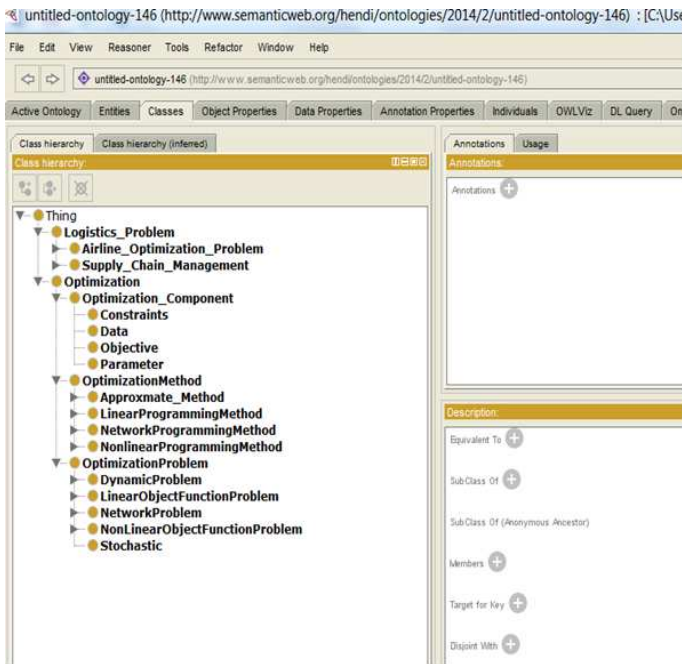 untitled-ontology-146 (http://www.semanticweb.org/hendi/ontologies/2014/2/untitled-ontology-146) : [C:\Use
File Edit View Reasoner Tools Refactor Window Help
untitled-ontology-146 (http://www.semanticweb.org/hendi/ontologies/2014/2/untitled-ontology-146)
Active Ontology Entities Classes Object Properties Data Properties Annotation Properties Individuals OWLViz DL Query On
Class hierarchy Class hierarchy (inferred) Annotations Usage
Class hierarchy: Annotations:
Annotations
Thing
Logistics_Problem
Airline_Optimization_Problem
Supply_Chain_Management
Optimization
Optimization_Component
Constraints
Data
Objective
Parameter
OptimizationMethod
Approxmate_Method
LinearProgrammingMethod
NetworkProgrammingMethod
NonlinearProgrammingMethod
OptimizationProblem
DynamicProblem
LinearObjectFunctionProblem
NetworkProblem
NonLinearObjectFunctionProblem
Stochastic
Description:
Equivalent To
SubClass Of
SubClass Of (Anonymous Ancestor)
Members
Target for Key
Disjoint With